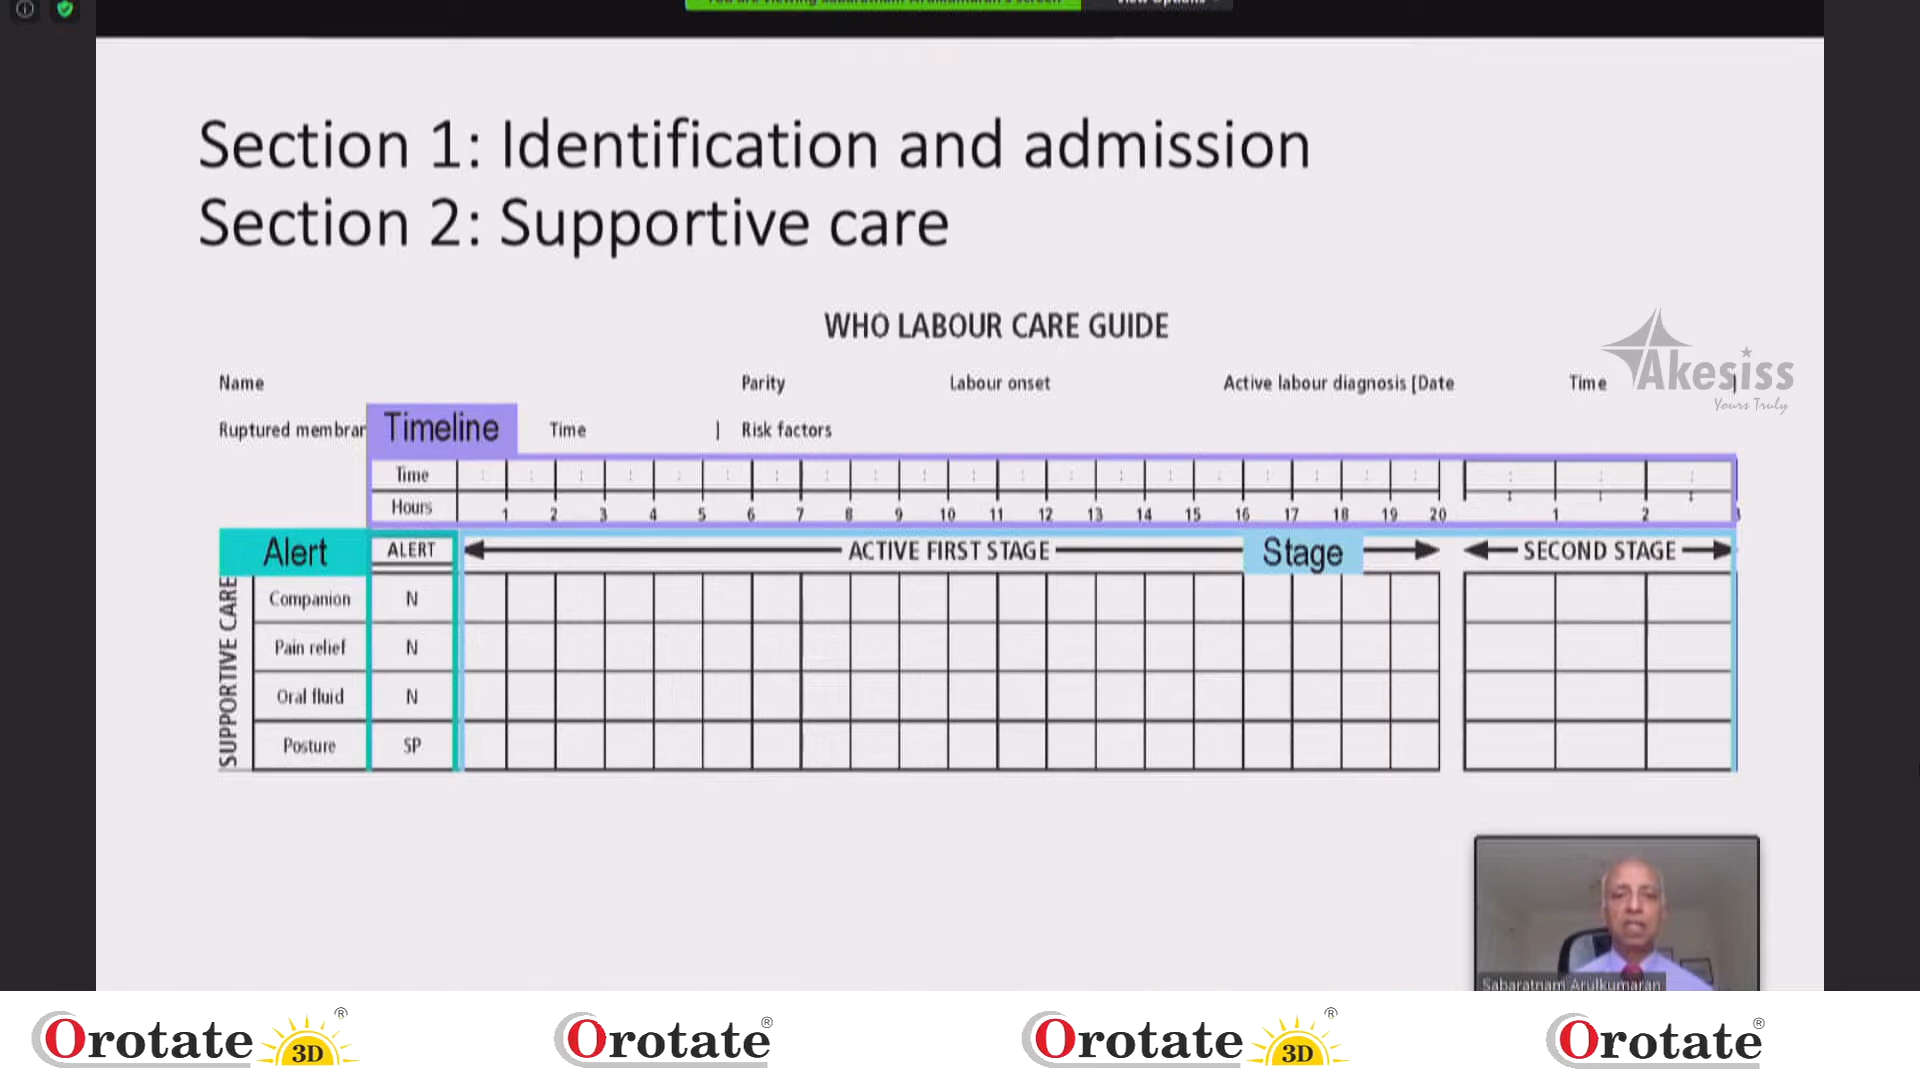 Section 1: Identification and admission
Section 2: Supportive care
WHO LABOUR CARE GUIDE
Akesiss
Yours Truly
Name Parity Labour onset Active labour diagnosis [Date Time
Ruptured membrar Timeline Time | Risk factors
Time : : : : : : : : : : : : : : : : : : : : : : :
Hours 1 2 3 4 5 6 7 8 9 10 11 12 13 14 15 16 17 18 19 20 1 2
Alert ALERT ACTIVE FIRST STAGE Stage SECOND STAGE
SUPPORTIVE CARE
Companion N
Pain relief N
Oral fluid N
Posture SP
Sabaratnam Arulkumaran
Orotate 3D ® Orotate ® Orotate 3D ® Orotate ®